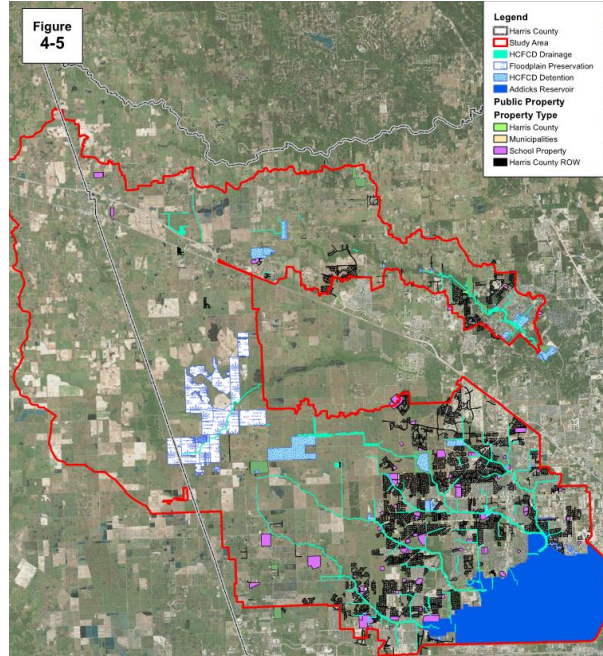 Figure
4-5
Legend
Harris County
Study Area
HCFCD Drainage
Floodplain Preservation
HCFCD Detention
Addicks Reservoir
Public Property
Property Type
Harris County
Municipalities
School Property
Harris County ROW